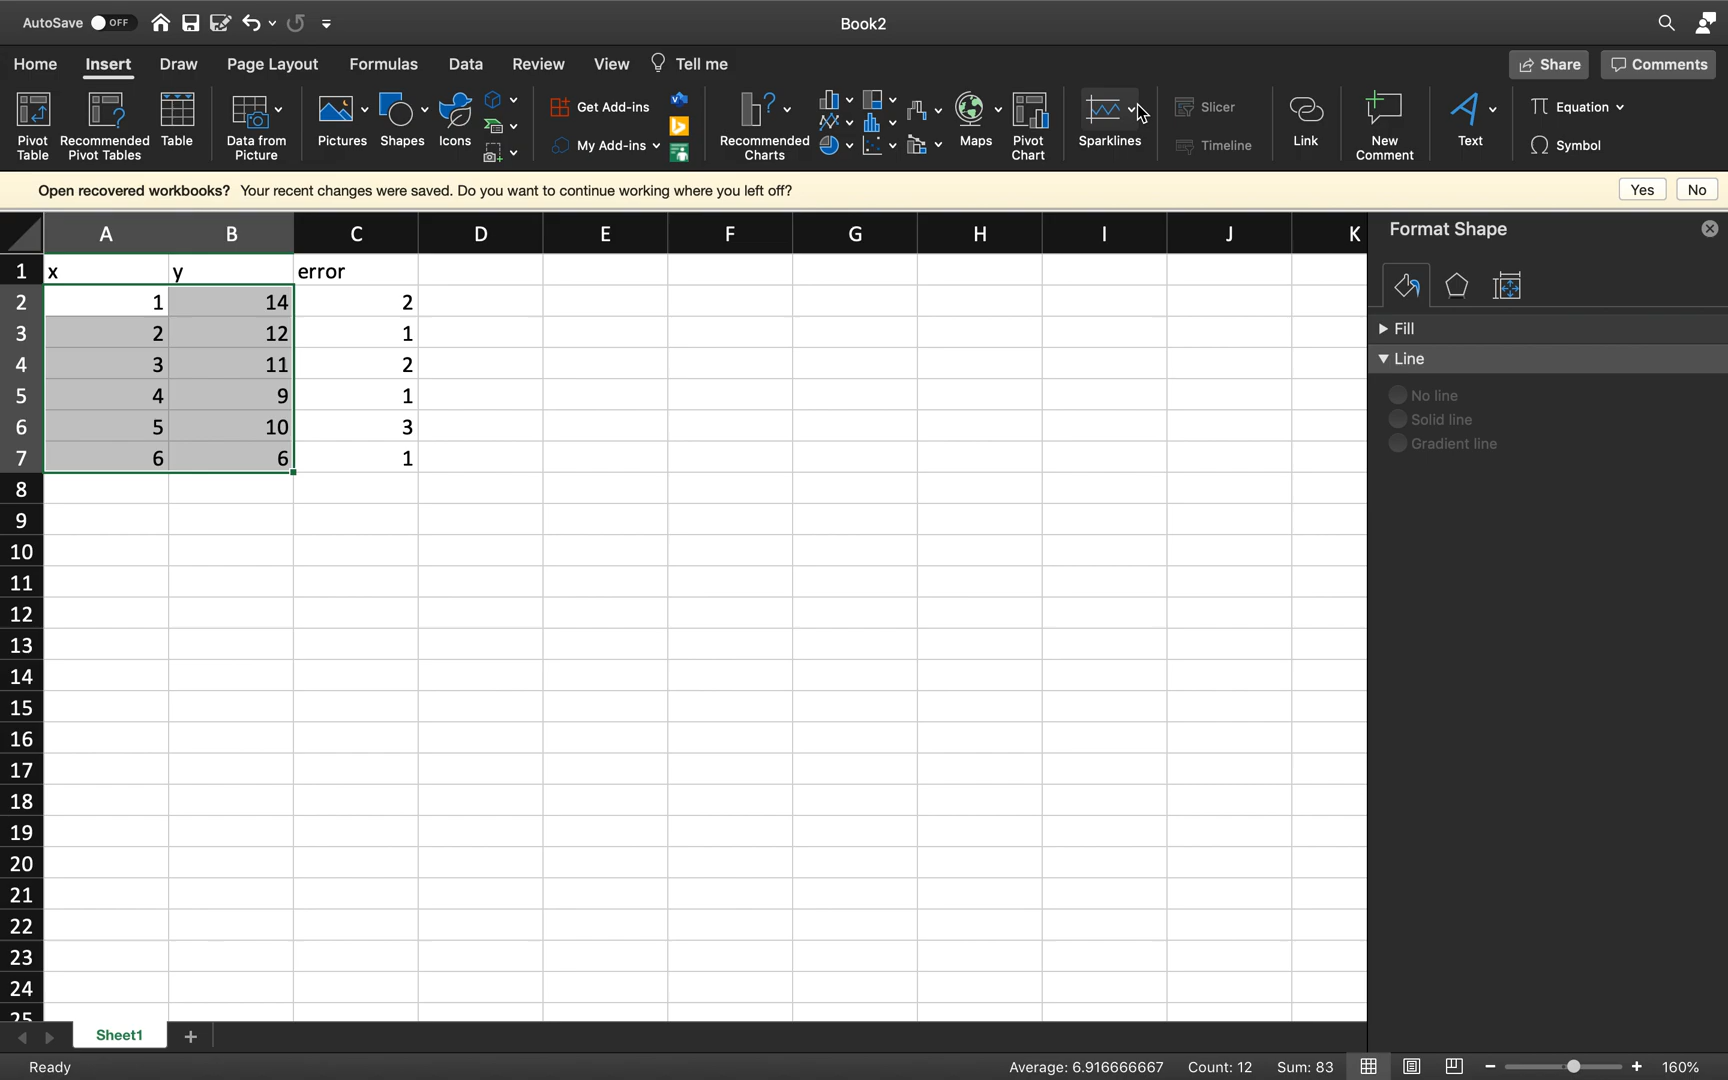 AutoSave OFF Book2
Home Insert Draw Page Layout Formulas Data Review View Tell me Share Comments
Pivot Table Recommended Pivot Tables Table Data from Picture Pictures Shapes Icons Get Add-ins My Add-ins Recommended Charts Maps Pivot Chart Sparklines Slicer Timeline Link New Comment Text Equation Symbol
Open recovered workbooks? Your recent changes were saved. Do you want to continue working where you left off? Yes No
A B C D E F G H I J K
1 x y error
2 1 14 2
3 2 12 1
4 3 11 2
5 4 9 1
6 5 10 3
7 6 6 1
8
9
10
11
12
13
14
15
16
17
18
19
20
21
22
23
24
25
Format Shape
Fill
Line
No line
Solid line
Gradient line
Sheet1
Ready Average: 6.916666667 Count: 12 Sum: 83 160%